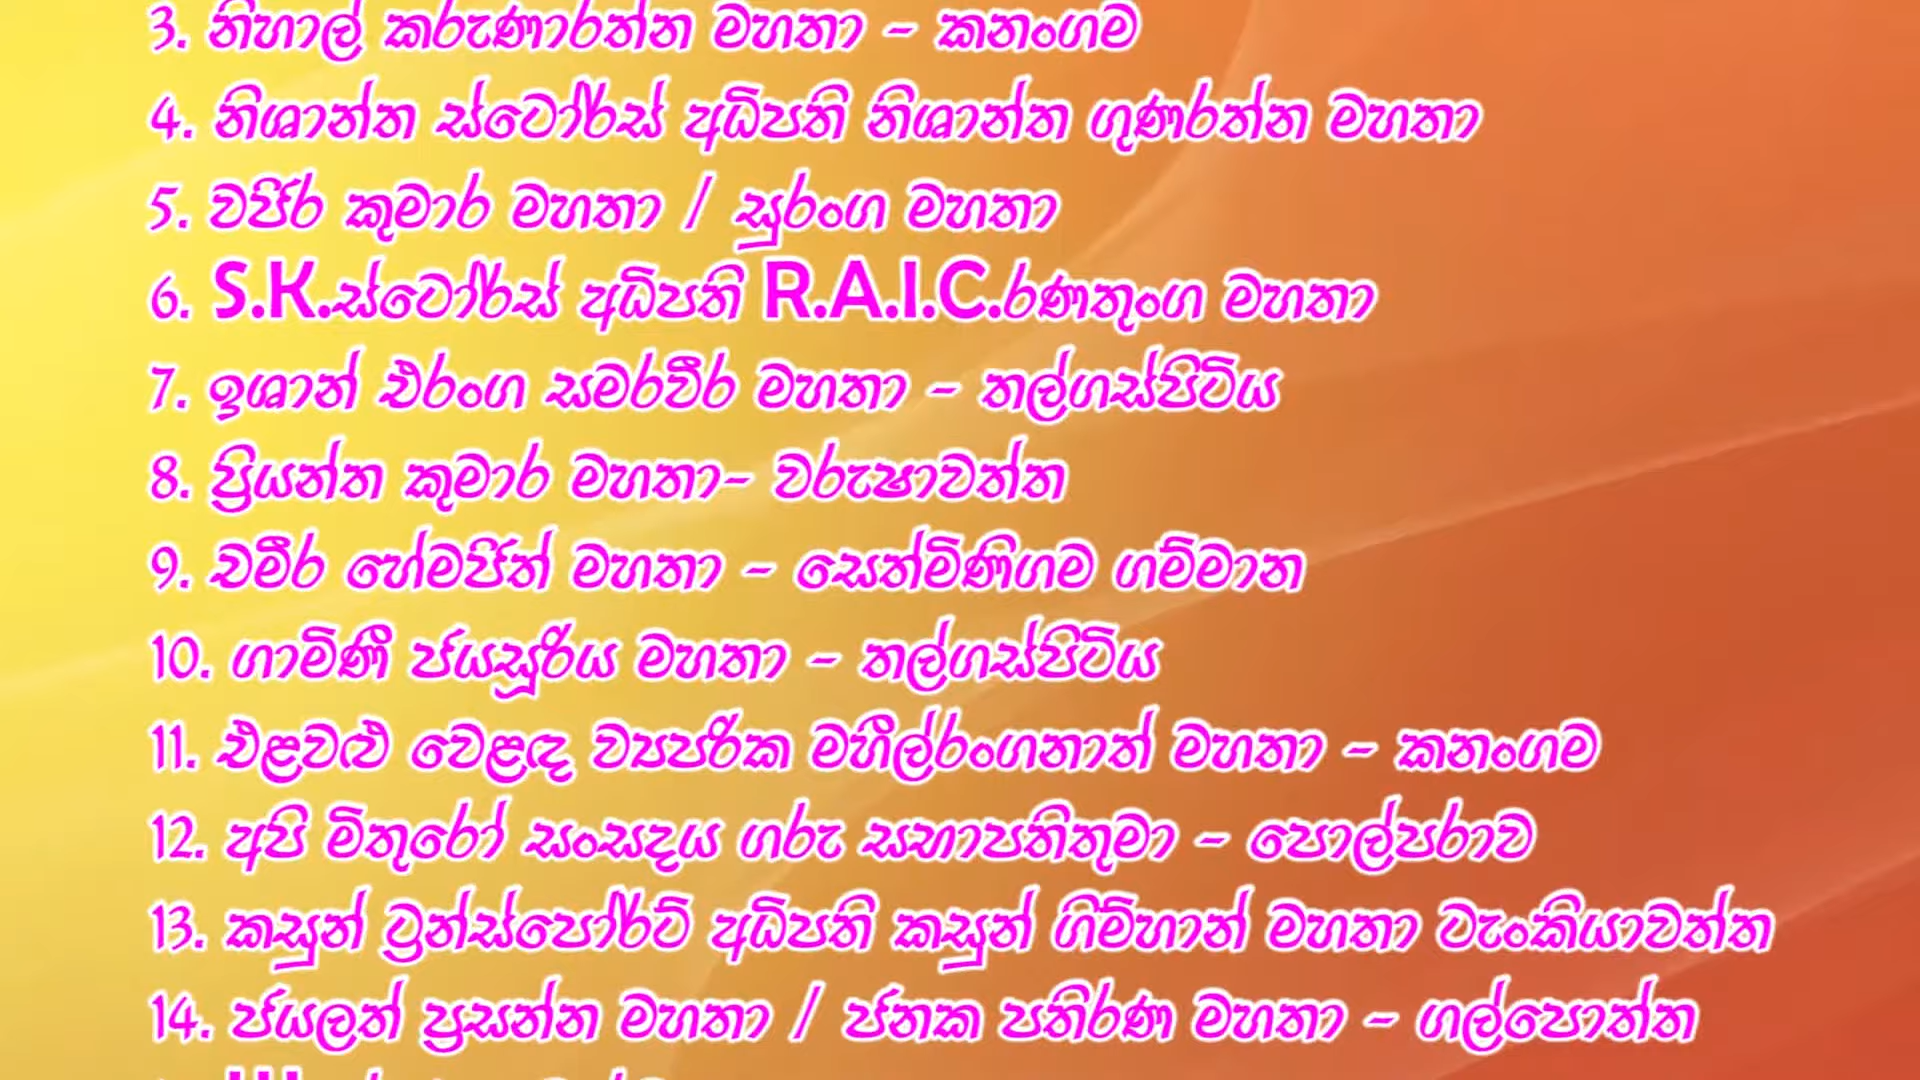 3. නිහාල් කරුණාරත්න මහතා - කනංගම
4. නිශාන්ත ස්ටෝර්ස් අධිපති නිශාන්ත ගුණරත්න මහතා
5. වජිර කුමාර මහතා / සුරංග මහතා
6. S.K.ස්ටෝර්ස් අධිපති R.A.I.C.රණතුංග මහතා
7. ඉශාන් එරංග සමරවීර මහතා - තල්ගස්පිටිය
8. ප්‍රියන්ත කුමාර මහතා- වරුෂාවත්ත
9. චමීර හේමජිත් මහතා - සෙත්මිණිගම ගම්මාන
10. ගාමිණී ජයසූරිය මහතා - තල්ගස්පිටිය
11. එළවළු වෙළඳ ව්‍යපරික මහීල්රංගනාත් මහතා - කනංගම
12. අපි මිතුරෝ සංසදය ගරු සභාපතිතුමා - පොල්පරාව
13. කසුන් ට්‍රන්ස්පෝර්ට් අධිපති කසුන් ගිම්හාන් මහතා ටැංකියාවත්ත
14. ජයලත් ප්‍රසන්න මහතා / ජනක පතිරණ මහතා - ගල්පොත්ත